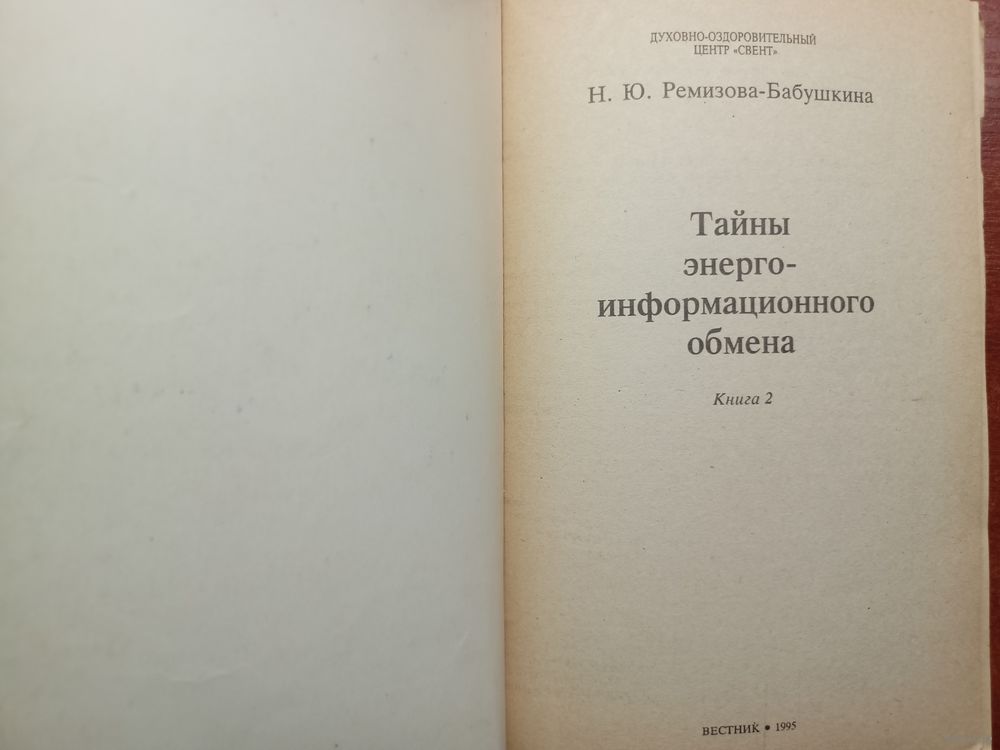 ДУХОВНО-ОЗДОРОВИТЕЛЬНЫЙ
ЦЕНТР «СВЕНТ»
Н. Ю. Ремизова-Бабушкина
Тайны
энерго-
информационного
обмена
Книга 2
ВЕСТНИК • 1995